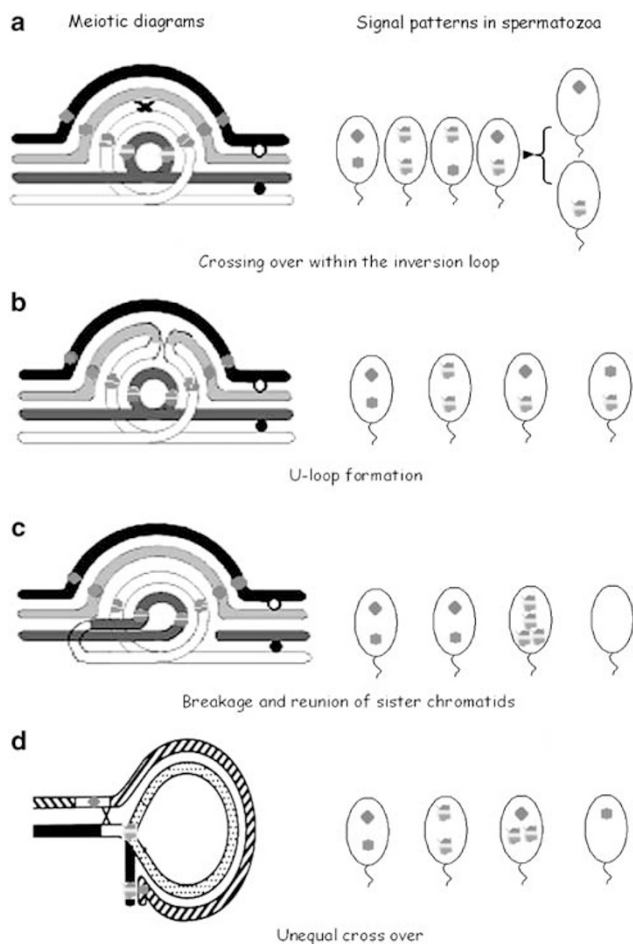 a
Meiotic diagrams
Signal patterns in spermatozoa
Crossing over within the inversion loop
b
U-loop formation
c
Breakage and reunion of sister chromatids
d
Unequal cross over